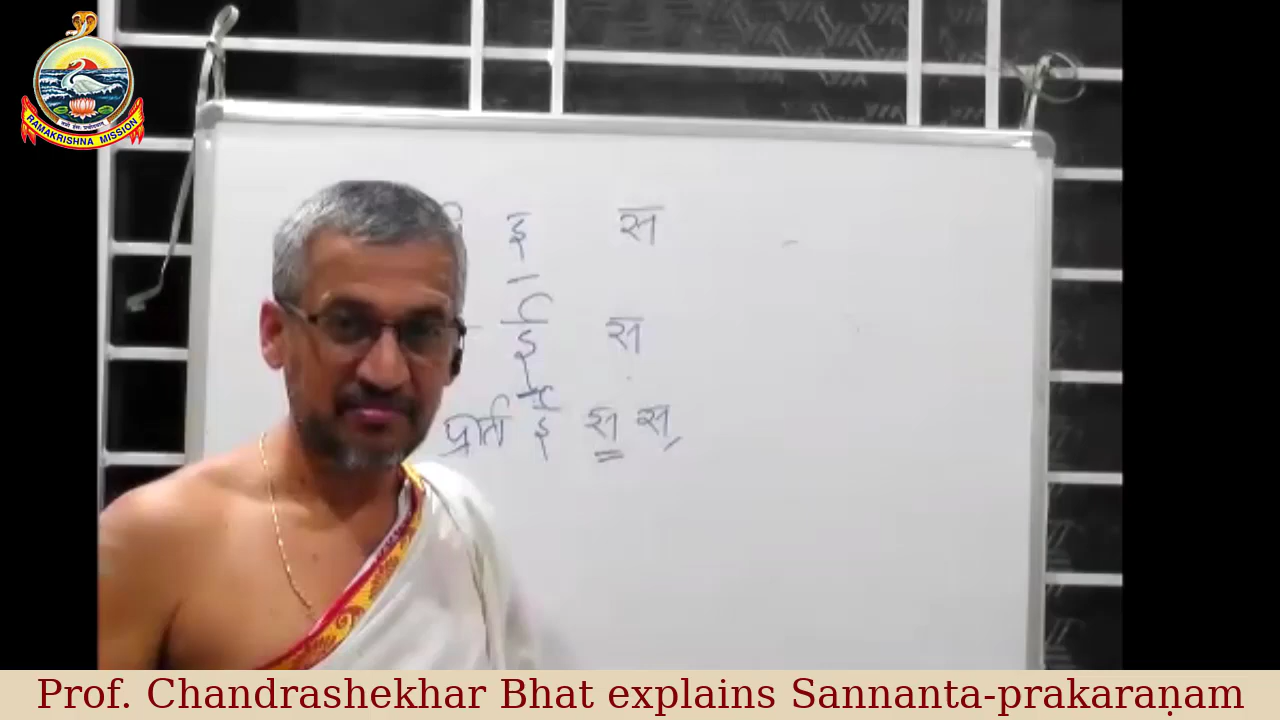 RAMAKRISHNA MISSION
इ स
ई स
प्रति ई स स
Prof. Chandrashekhar Bhat explains Sannanta-prakaraṇam